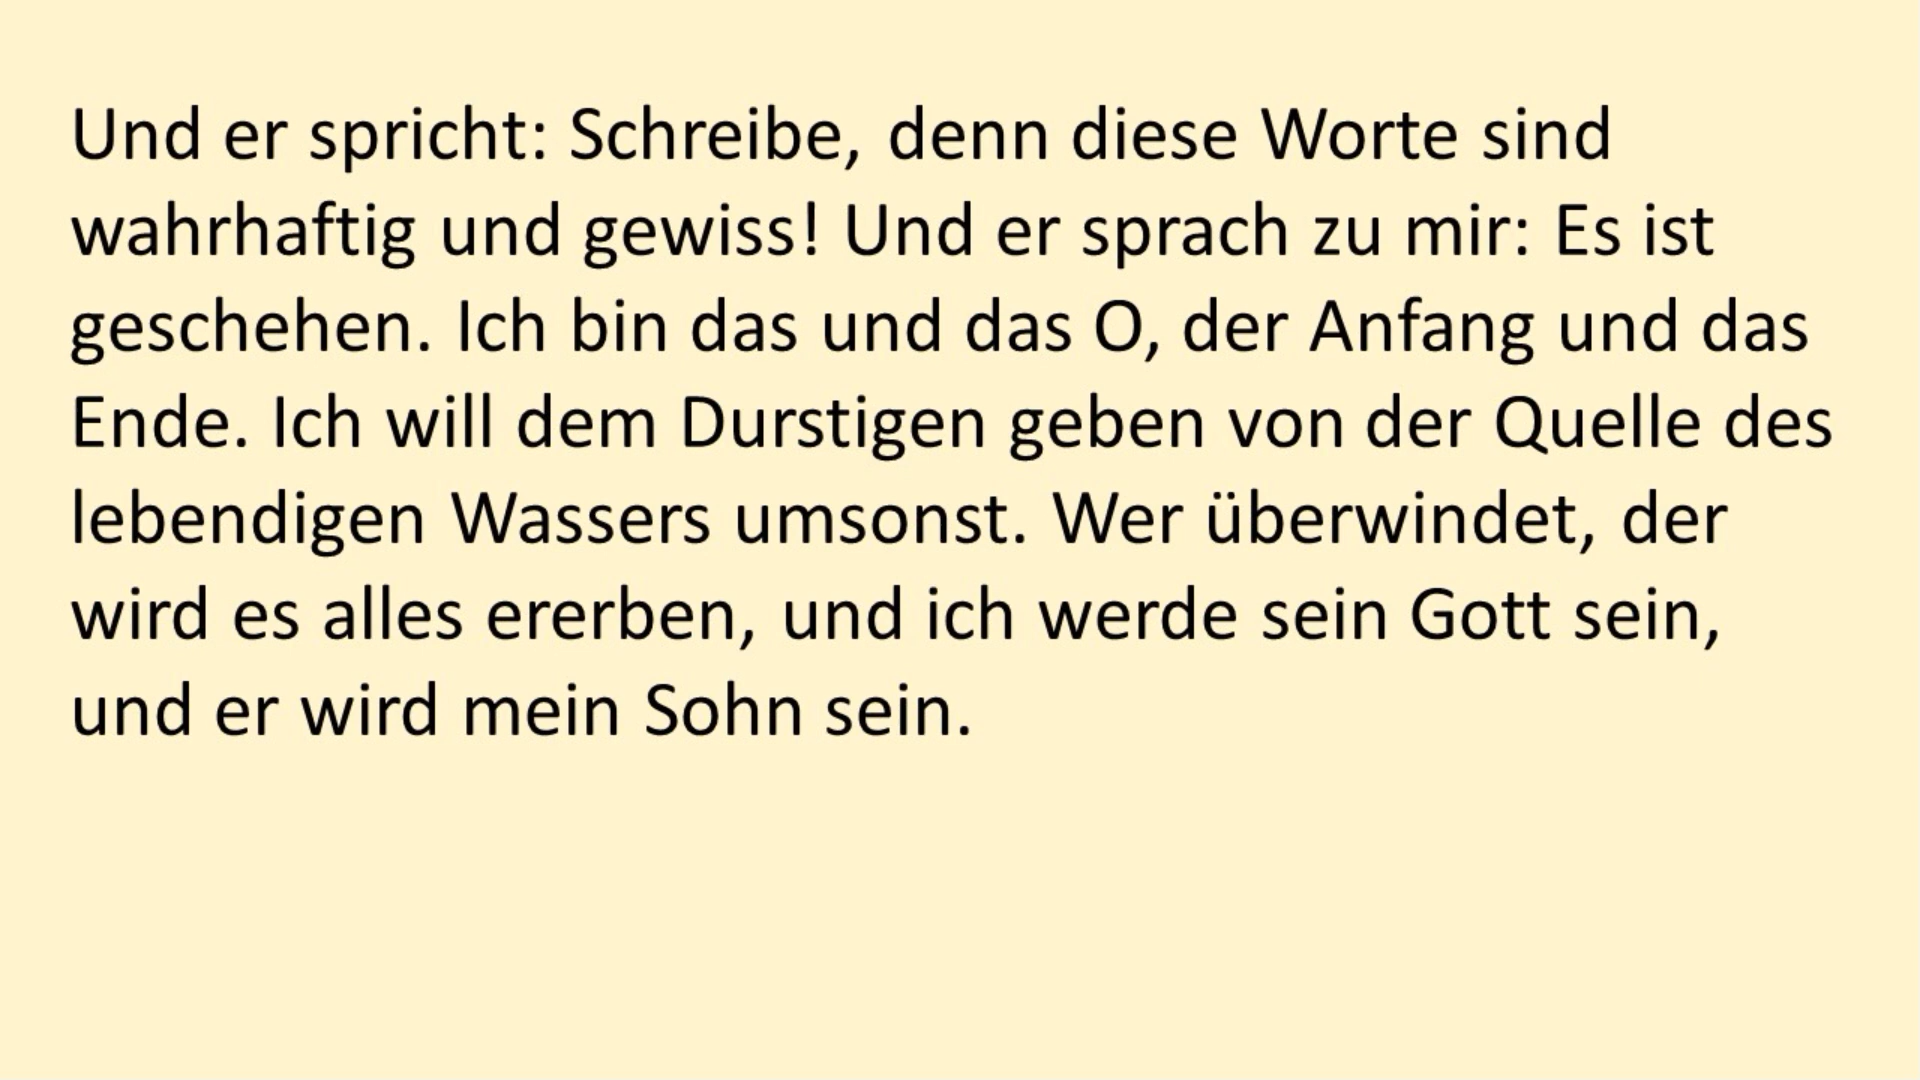 Und er spricht: Schreibe, denn diese Worte sind
wahrhaftig und gewiss! Und er sprach zu mir: Es ist
geschehen. Ich bin das und das O, der Anfang und das
Ende. Ich will dem Durstigen geben von der Quelle des
lebendigen Wassers umsonst. Wer überwindet, der
wird es alles ererben, und ich werde sein Gott sein,
und er wird mein Sohn sein.